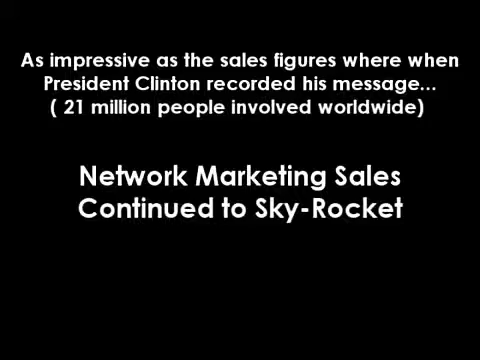 As impressive as the sales figures where when
President Clinton recorded his message...
( 21 million people involved worldwide)
Network Marketing Sales
Continued to Sky-Rocket